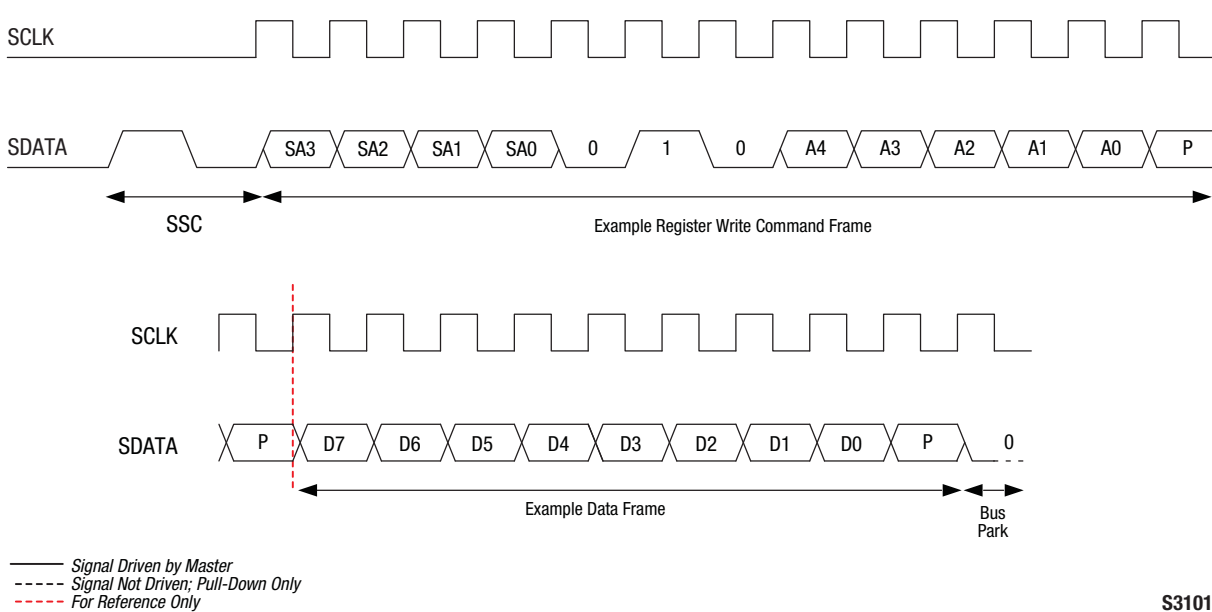 SCLK
SDATA
SA3 SA2 SA1 SA0 0 1 0 A4 A3 A2 A1 A0 P
SSC
Example Register Write Command Frame
SCLK
SDATA
P D7 D6 D5 D4 D3 D2 D1 D0 P 0
Example Data Frame
Bus
Park
Signal Driven by Master
Signal Not Driven; Pull-Down Only
For Reference Only
S3101